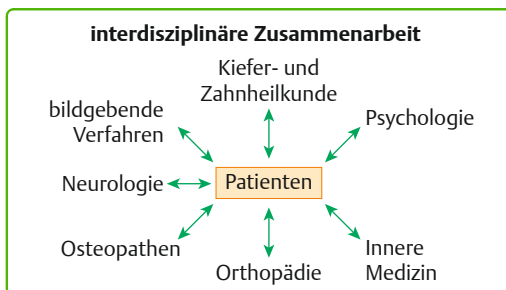 interdisziplinäre Zusammenarbeit
Kiefer- und
Zahnheilkunde
bildgebende
Verfahren
Psychologie
Neurologie
Patienten
Osteopathen
Orthopädie
Innere
Medizin